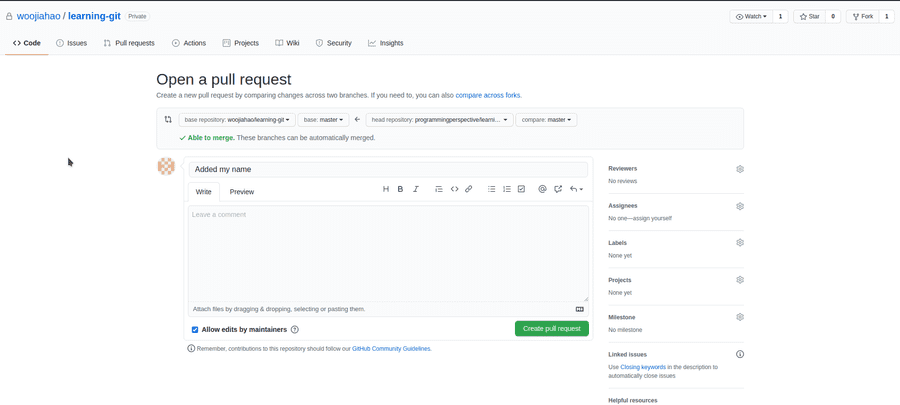 woojiahao / learning-git Private
Watch 1 Star 0 Fork 1
Code Issues Pull requests Actions Projects Wiki Security Insights
Open a pull request
Create a new pull request by comparing changes across two branches. If you need to, you can also compare across forks.
base repository: woojiahao/learning-git base: master head repository: programmingperspective/learni... compare: master
Able to merge. These branches can be automatically merged.
Added my name
Write Preview
Leave a comment
Attach files by dragging & dropping, selecting or pasting them.
Allow edits by maintainers
Create pull request
Remember, contributions to this repository should follow our GitHub Community Guidelines.
Reviewers
No reviews
Assignees
No one—assign yourself
Labels
None yet
Projects
None yet
Milestone
No milestone
Linked issues
Use Closing keywords in the description to
automatically close issues
Helpful resources